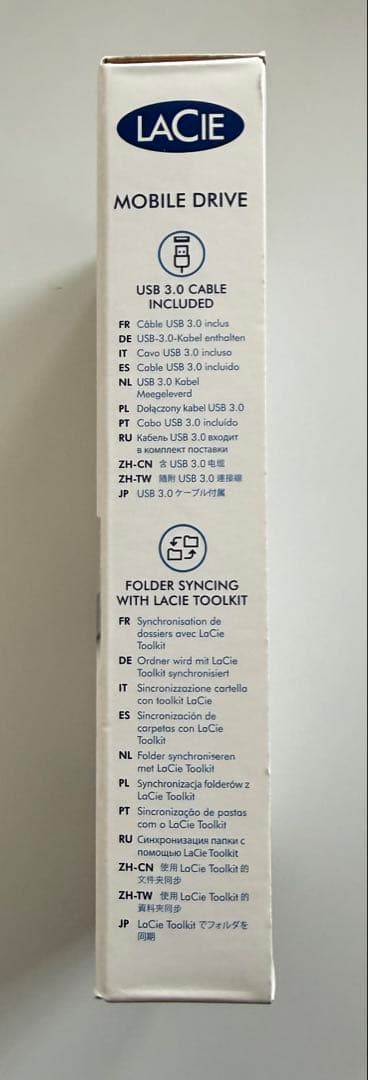 LACIE
MOBILE DRIVE
USB 3.0 CABLE
INCLUDED
FR Câble USB 3.0 inclus
DE USB-3.0-Kabel enthalten
IT Cavo USB 3.0 incluso
ES Cable USB 3.0 incluido
NL USB 3.0 Kabel
Meegeleverd
PL Dołączony kabel USB 3.0
PT Cabo USB 3.0 incluído
RU Кабель USB 3.0 входит
в комплект поставки
ZH-CN 含 USB 3.0 电缆
ZH-TW 隨附 USB 3.0 連接線
JP USB 3.0 ケーブル付属
FOLDER SYNCING
WITH LACIE TOOLKIT
FR Synchronisation de
dossiers avec LaCie
Toolkit
DE Ordner wird mit LaCie
Toolkit synchronisiert
IT Sincronizzazione cartella
con toolkit LaCie
ES Sincronización de
carpetas con LaCie
Toolkit
NL Folder synchroniseren
met LaCie Toolkit
PL Synchronizacja folderów z
LaCie Toolkit
PT Sincronização de pastas
com o LaCie Toolkit
RU Синхронизация папки с
помощью LaCie Toolkit
ZH-CN 使用 LaCie Toolkit 的
文件夹同步
ZH-TW 使用 LaCie Toolkit 的
資料夾同步
JP LaCie Toolkit でフォルダを
同期